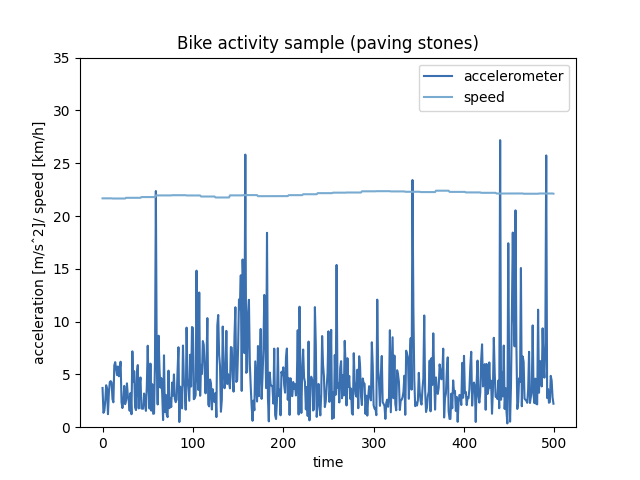 Bike activity sample (paving stones)
accelerometer
speed
35
30
25
20
15
10
5
0
acceleration [m/s^2]/ speed [km/h]
0 100 200 300 400 500
time